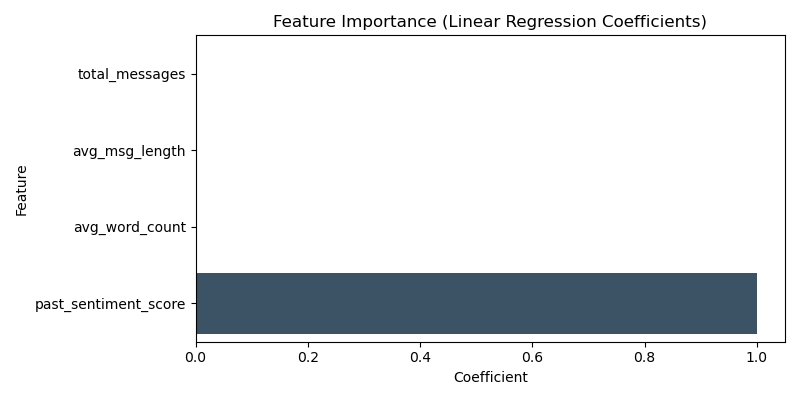 Feature Importance (Linear Regression Coefficients)
total_messages
avg_msg_length
avg_word_count
past_sentiment_score
Feature
0.0 0.2 0.4 0.6 0.8 1.0
Coefficient